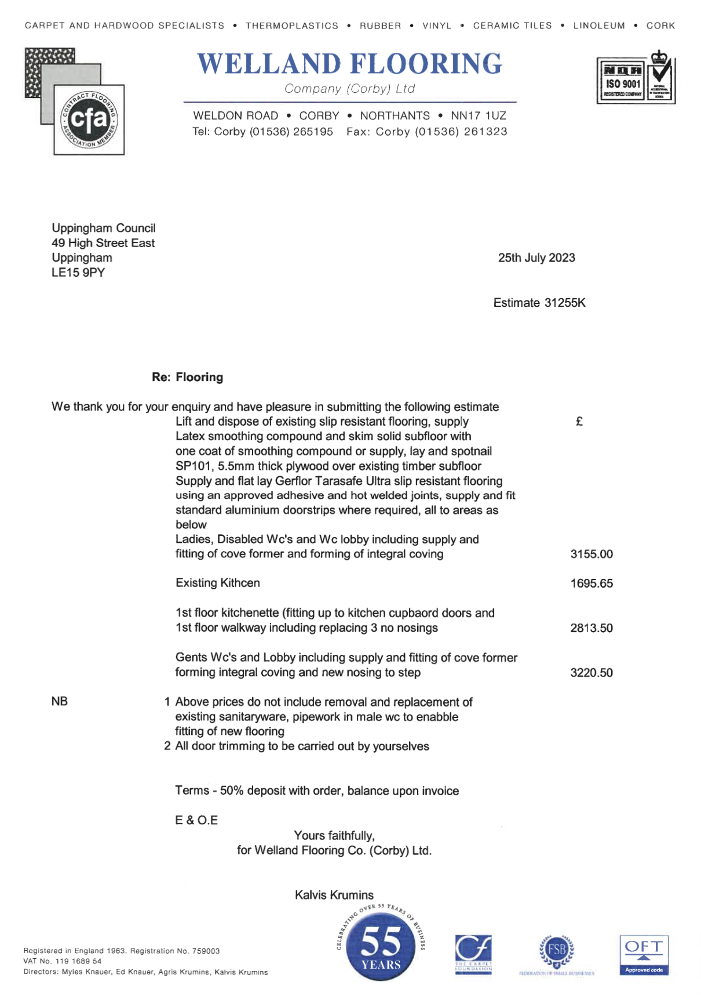 CARPET AND HARDWOOD SPECIALISTS • THERMOPLASTICS • RUBBER • VINYL • CERAMIC TILES • LINOLEUM • CORK
CONTRACT FLOORING
cfa
ASSOCIATION MEMBER
WELLAND FLOORING
Company (Corby) Ltd
WELDON ROAD • CORBY • NORTHANTS • NN17 1UZ
Tel: Corby (01536) 265195 Fax: Corby (01536) 261323
NQA
ISO 9001
REGISTERED COMPANY
Uppingham Council
49 High Street East
Uppingham
LE15 9PY
25th July 2023
Estimate 31255K
Re: Flooring
We thank you for your enquiry and have pleasure in submitting the following estimate
Lift and dispose of existing slip resistant flooring, supply £
Latex smoothing compound and skim solid subfloor with
one coat of smoothing compound or supply, lay and spotnail
SP101, 5.5mm thick plywood over existing timber subfloor
Supply and flat lay Gerflor Tarasafe Ultra slip resistant flooring
using an approved adhesive and hot welded joints, supply and fit
standard aluminium doorstrips where required, all to areas as
below
Ladies, Disabled Wc's and Wc lobby including supply and
fitting of cove former and forming of integral coving 3155.00
Existing Kithcen 1695.65
1st floor kitchenette (fitting up to kitchen cupbaord doors and
1st floor walkway including replacing 3 no nosings 2813.50
Gents Wc's and Lobby including supply and fitting of cove former
forming integral coving and new nosing to step 3220.50
NB 1 Above prices do not include removal and replacement of
existing sanitaryware, pipework in male wc to enabble
fitting of new flooring
2 All door trimming to be carried out by yourselves
Terms - 50% deposit with order, balance upon invoice
E & O.E
Yours faithfully,
for Welland Flooring Co. (Corby) Ltd.
Kalvis Krumins
CELEBRATING OVER 55 YEARS OF BUSINESS
55
YEARS
Registered in England 1963. Registration No. 759003
VAT No. 119 1689 54
Directors: Myles Knauer, Ed Knauer, Agris Krumins, Kalvis Krumins
Cf
THE CARPET
FOUNDATION
FSB
FEDERATION OF SMALL BUSINESSES
OFT
Approved code